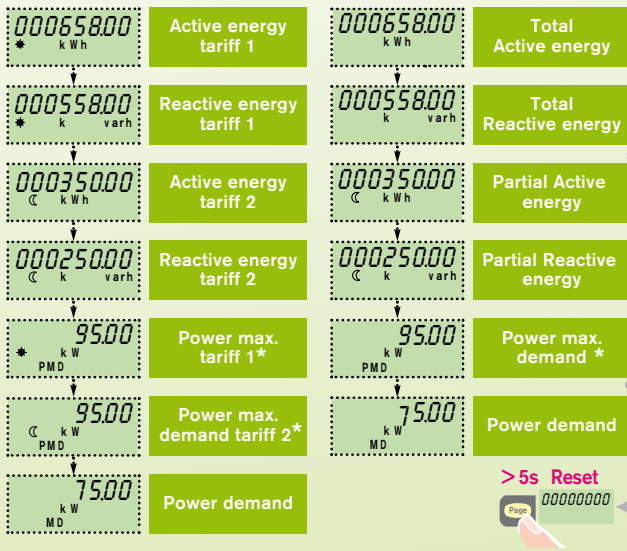 000658.00
kWh
Active energy
tariff 1
000558.00
k varh
Reactive energy
tariff 1
000350.00
kWh
Active energy
tariff 2
000250.00
k varh
Reactive energy
tariff 2
95.00
kW
PMD
Power max.
tariff 1*
95.00
kW
PMD
Power max.
demand tariff 2*
75.00
kW
MD
Power demand
000658.00
kWh
Total
Active energy
000558.00
k varh
Total
Reactive energy
000350.00
kWh
Partial Active
energy
000250.00
k varh
Partial Reactive
energy
95.00
kW
PMD
Power max.
demand *
75.00
kW
MD
Power demand
>5s Reset
Page
00000000